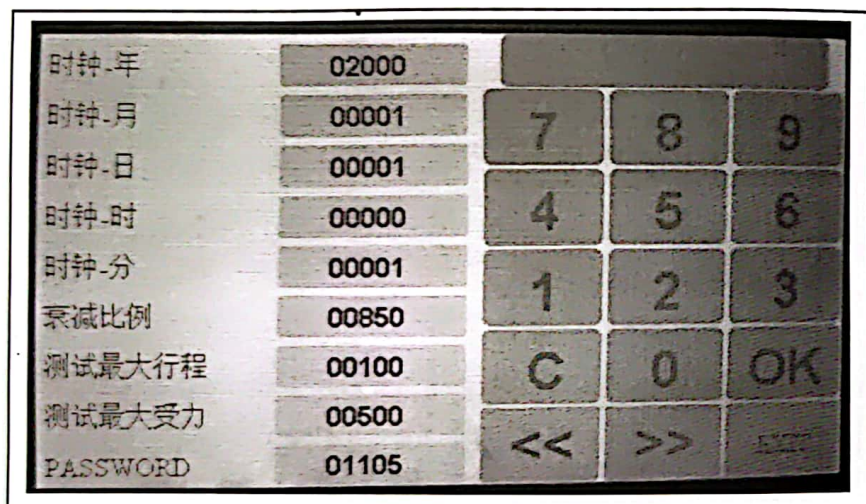 时钟-年 02000
时钟-月 00001
时钟-日 00001
时钟-时 00000
时钟-分 00001
衰减比例 00850
测试最大行程 00100
测试最大受力 00500
PASSWORD 01105
7 8 9
4 5 6
1 2 3
C 0 OK
<< >>